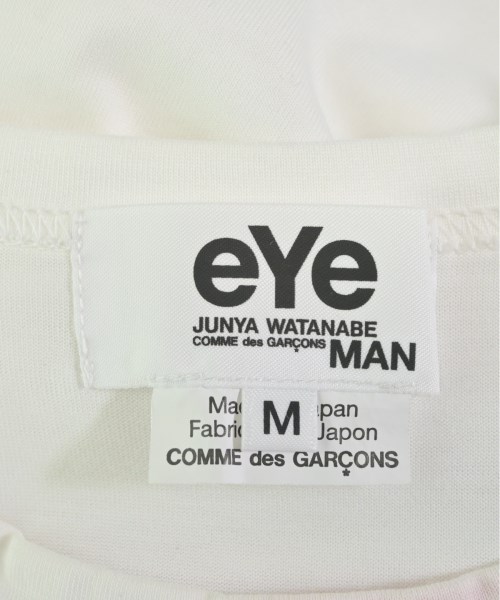 eYe
JUNYA WATANABE
COMME des GARÇONS MAN
M
COMME des GARÇONS